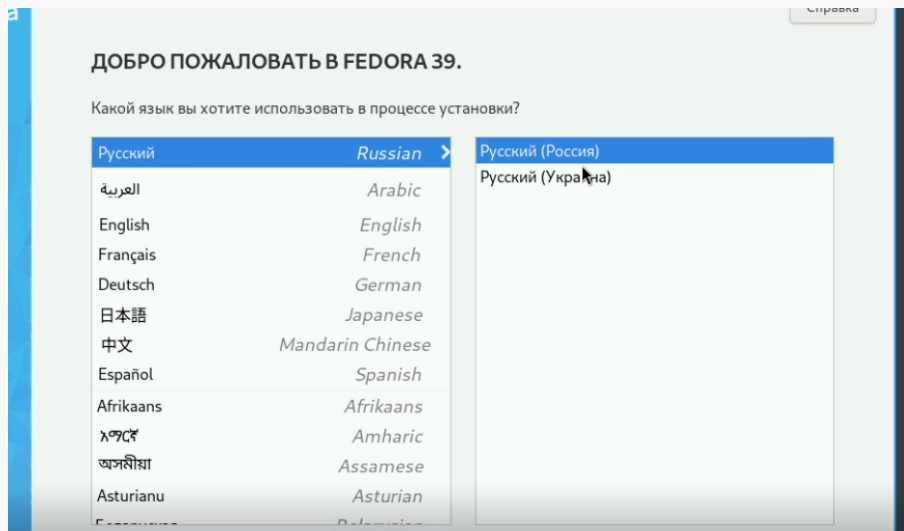 Справка
ДОБРО ПОЖАЛОВАТЬ В FEDORA 39.
Какой язык вы хотите использовать в процессе установки?
Русский Russian
العربية Arabic
English English
Français French
Deutsch German
日本語 Japanese
中文 Mandarin Chinese
Español Spanish
Afrikaans Afrikaans
አማርኛ Amharic
অসমীয়া Assamese
Asturianu Asturian
Беларуская Belarusian
Русский (Россия)
Русский (Украина)